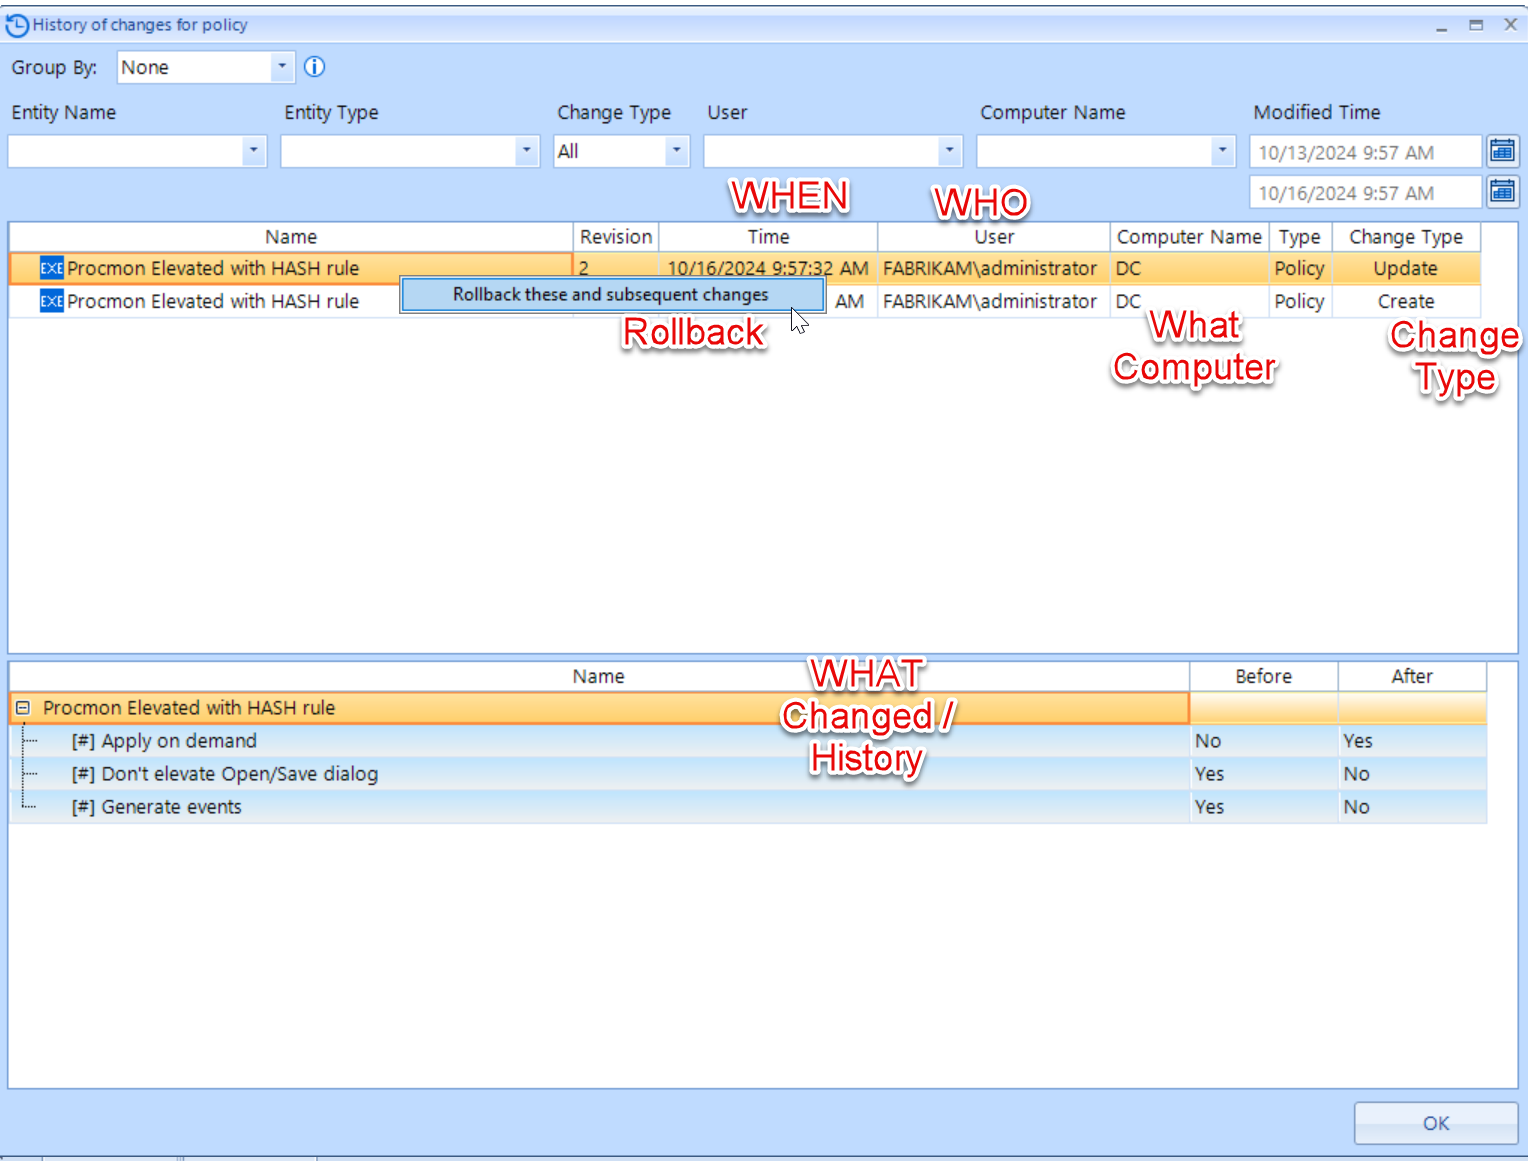 History of changes for policy
Group By: None
Entity Name Entity Type Change Type User Computer Name Modified Time
All 10/13/2024 9:57 AM
10/16/2024 9:57 AM
WHEN WHO
Name Revision Time User Computer Name Type Change Type
EXE Procmon Elevated with HASH rule 2 10/16/2024 9:57:32 AM FABRIKAM\administrator DC Policy Update
Rollback these and subsequent changes
EXE Procmon Elevated with HASH rule AM FABRIKAM\administrator DC Policy Create
Rollback
What
Computer
Change
Type
Name Before After
WHAT
Changed /
History
Procmon Elevated with HASH rule
[#] Apply on demand No Yes
[#] Don't elevate Open/Save dialog Yes No
[#] Generate events Yes No
OK